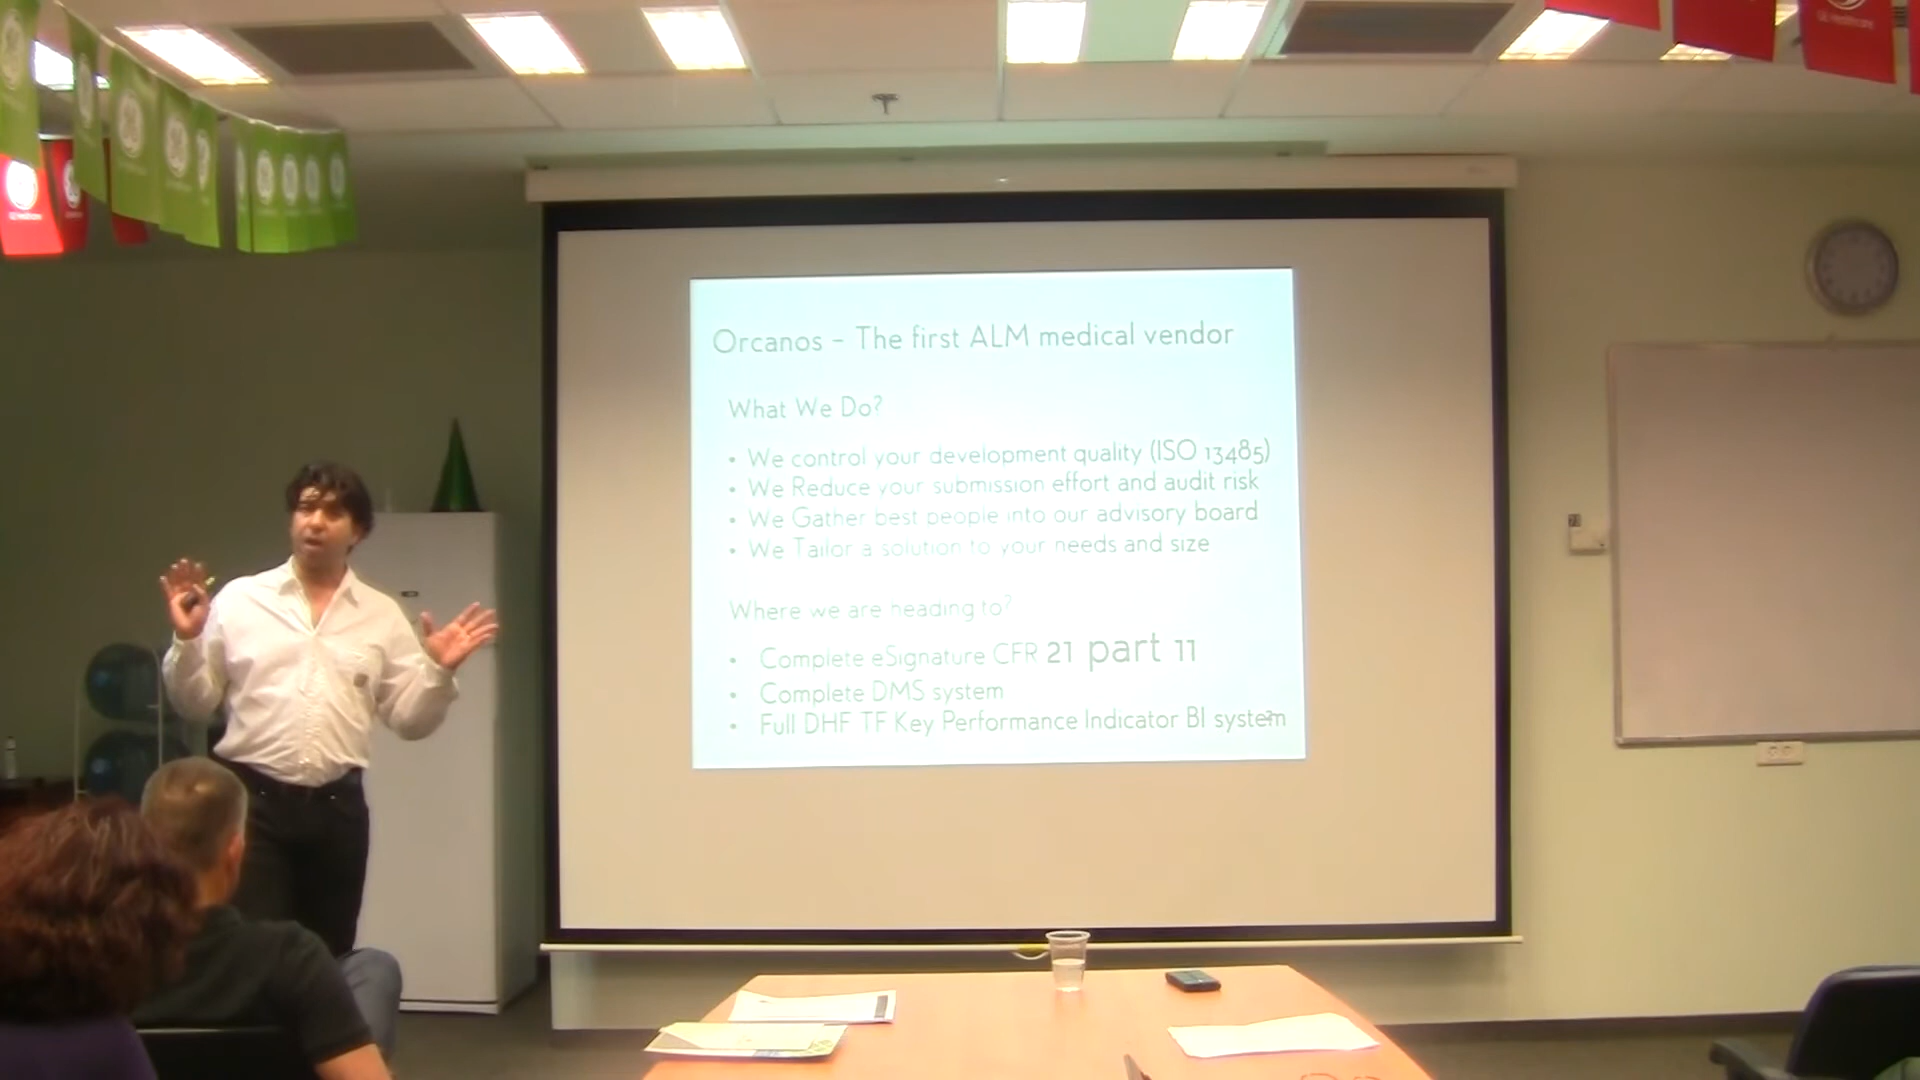 GE Healthcare
Orcanos - The first ALM medical vendor
What We Do?
• We control your development quality (ISO 13485)
• We Reduce your submission effort and audit risk
• We Gather best people into our advisory board
• We Tailor a solution to your needs and size
Where we are heading to?
• Complete eSignature CFR 21 part 11
• Complete DMS system
• Full DHF TF Key Performance Indicator BI system